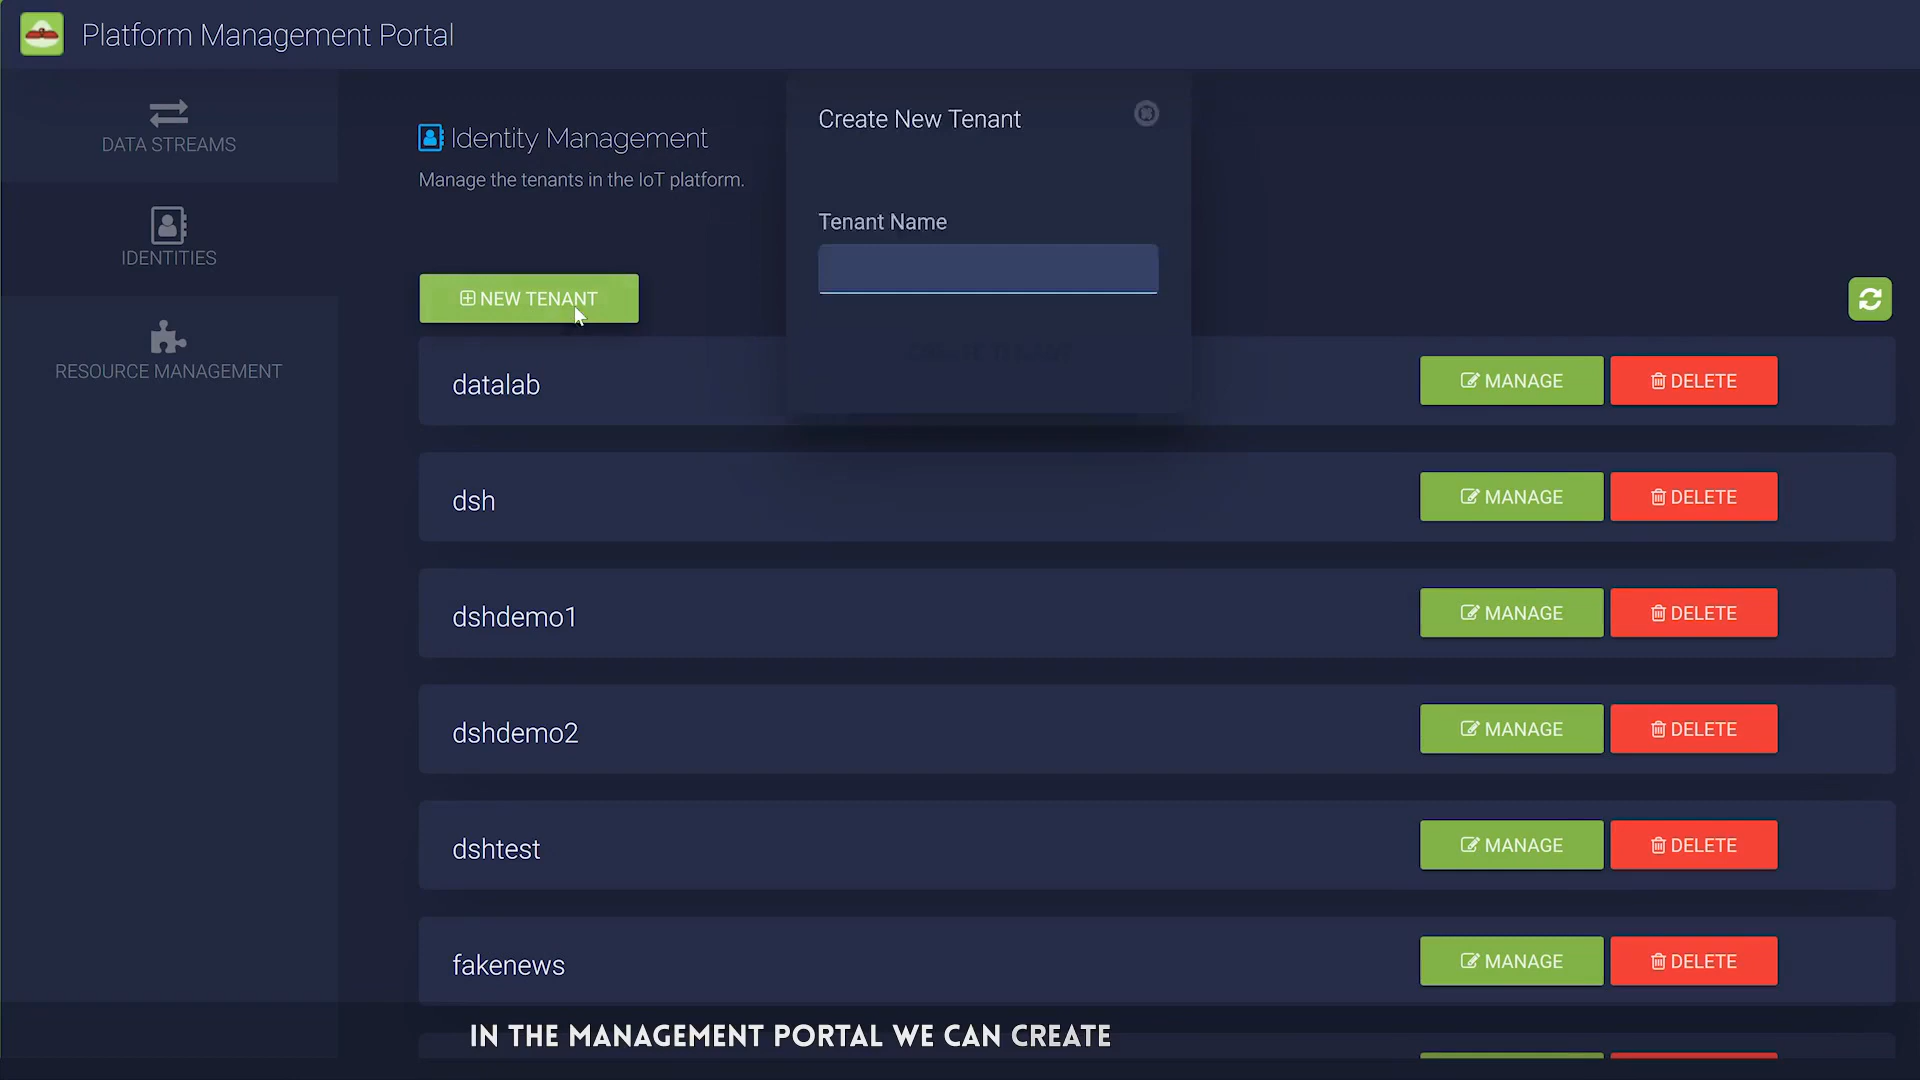 Platform Management Portal
DATA STREAMS
IDENTITIES
RESOURCE MANAGEMENT
Identity Management
Manage the tenants in the IoT platform.
NEW TENANT
Create New Tenant
Tenant Name
datalab
MANAGE
DELETE
dsh
MANAGE
DELETE
dshdemo1
MANAGE
DELETE
dshdemo2
MANAGE
DELETE
dshtest
MANAGE
DELETE
fakenews
MANAGE
DELETE
IN THE MANAGEMENT PORTAL WE CAN CREATE